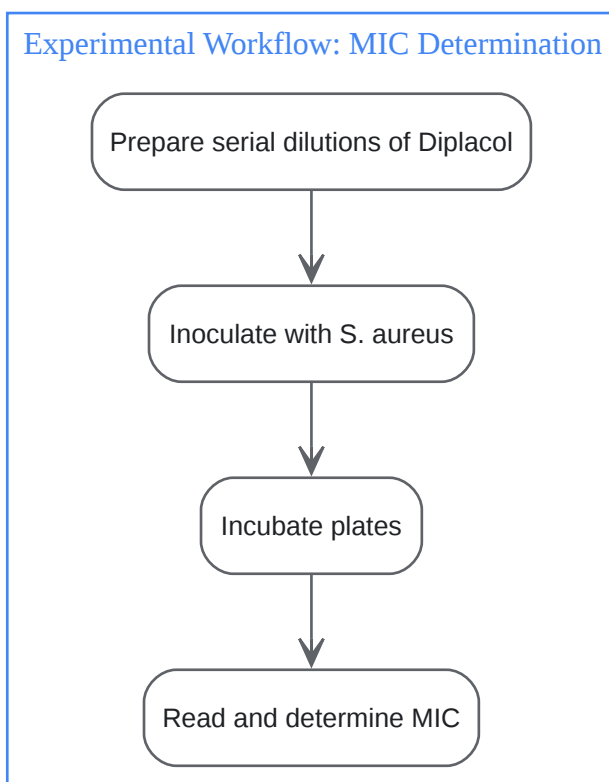 Experimental Workflow: MIC Determination
Prepare serial dilutions of Diplacol
Inoculate with S. aureus
Incubate plates
Read and determine MIC